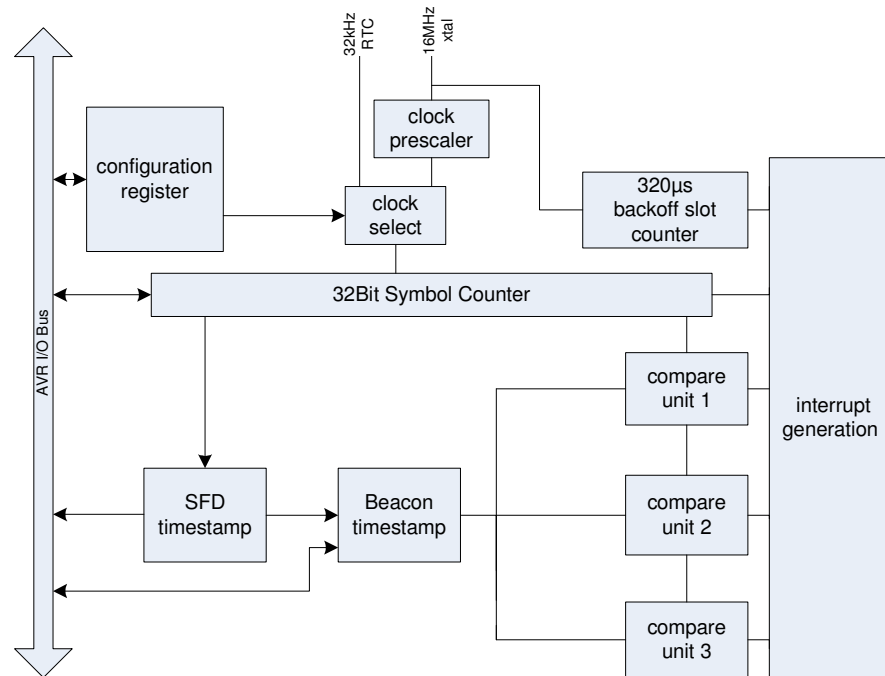 32kHz
RTC
16MHz
xtal
clock
prescaler
configuration
register
320µs
backoff slot
counter
clock
select
32Bit Symbol Counter
AVR I/O Bus
compare
unit 1
interrupt
generation
SFD
timestamp
Beacon
timestamp
compare
unit 2
compare
unit 3